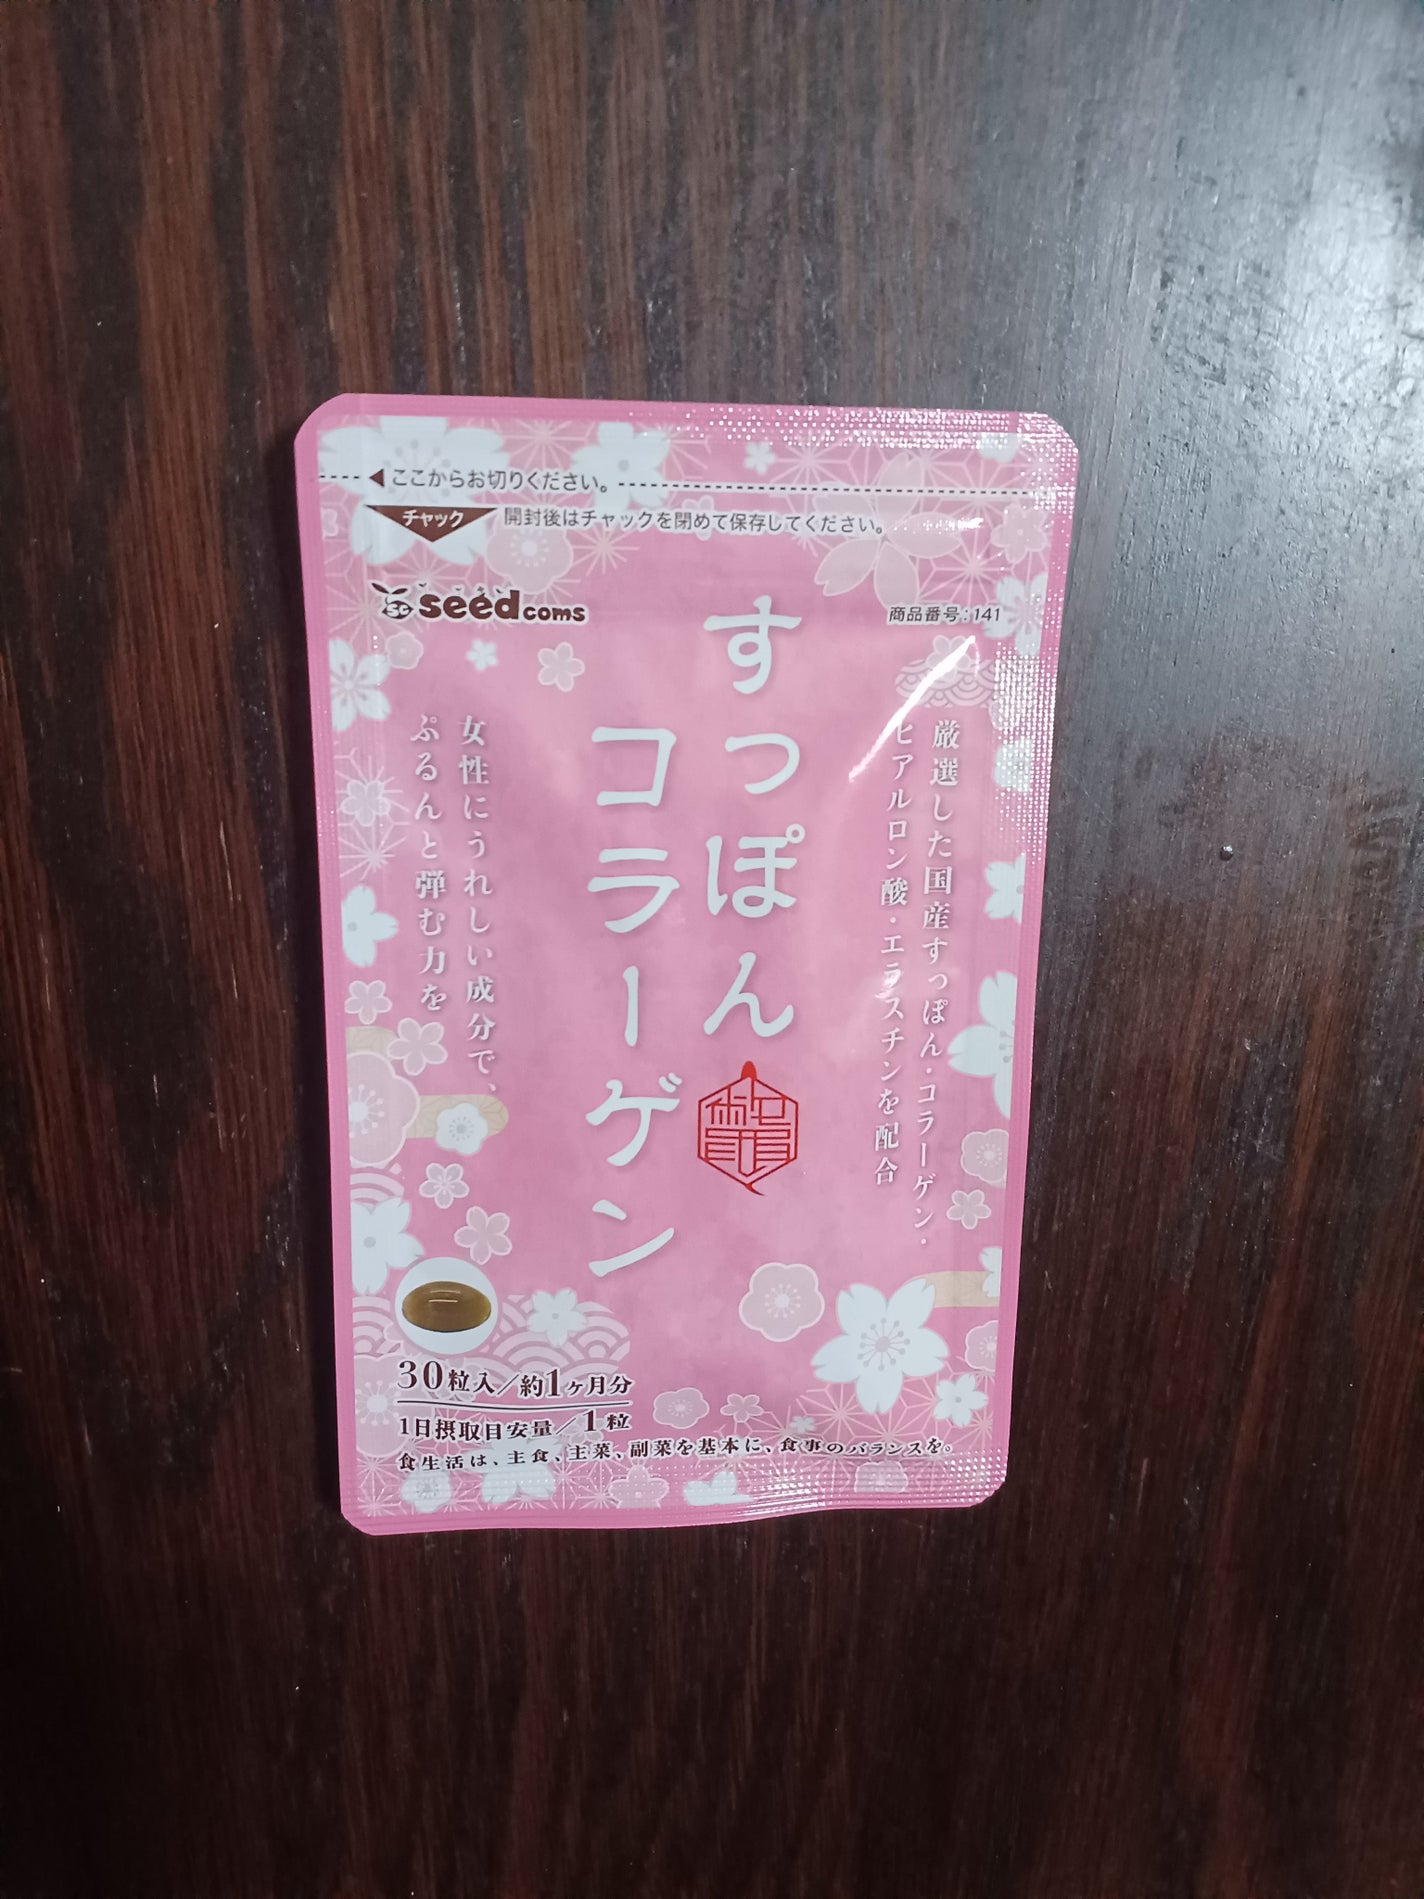 ここからお切りください。
チャック
開封後はチャックを閉めて保存してください。
seedcoms
商品番号:141
厳選した国産すっぽん・コラーゲン・
ヒアルロン酸・エラスチンを配合
すっぽん
コラーゲン
女性にうれしい成分で、
ぷるんと弾む力を
30粒入/約1ヶ月分
1日摂取目安量/1粒
食生活は、主食、主菜、副菜を基本に、食事のバランスを。